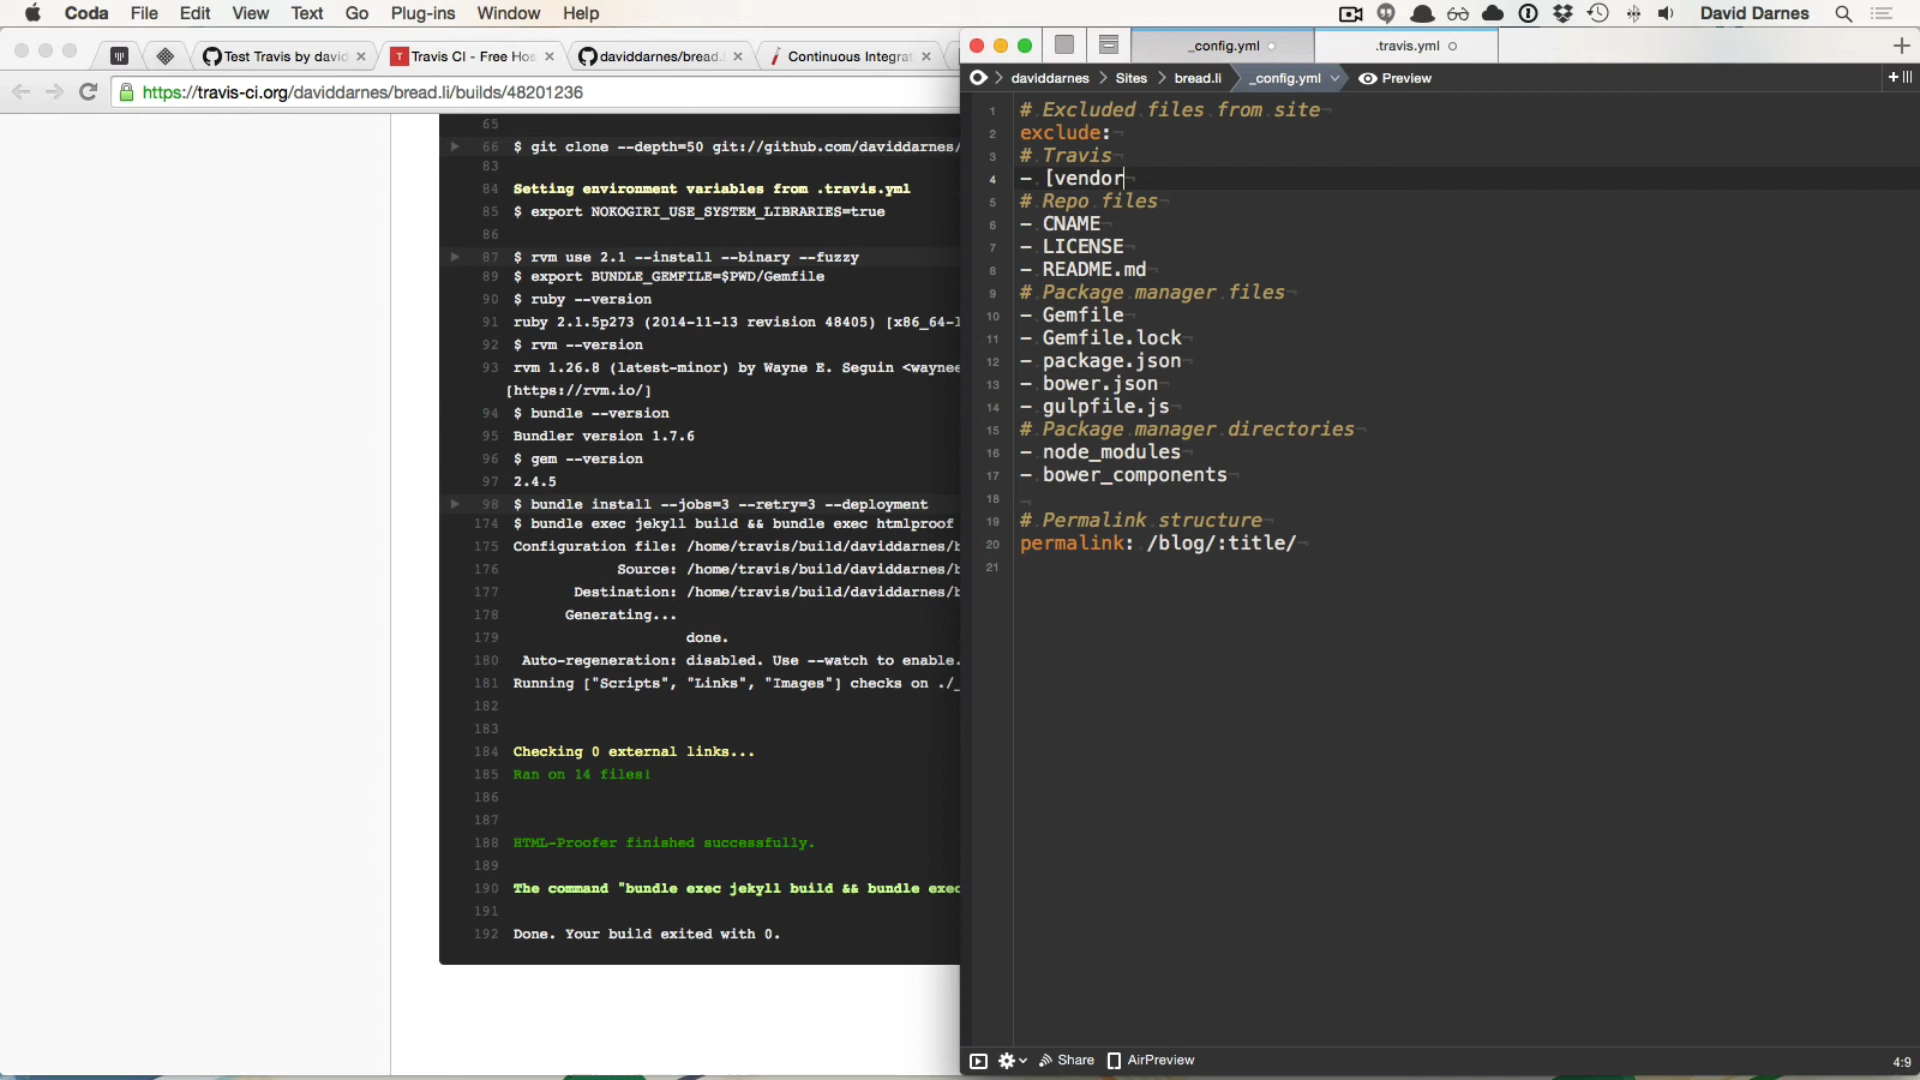 Coda File Edit View Text Go Plug-ins Window Help David Darnes
Test Travis by david
Travis CI - Free Hos
daviddarnes/bread.
Continuous Integrat
https://travis-ci.org/daviddarnes/bread.li/builds/48201236
65
66 $ git clone --depth=50 git://github.com/daviddarnes/
83
84 Setting environment variables from .travis.yml
85 $ export NOKOGIRI_USE_SYSTEM_LIBRARIES=true
86
87 $ rvm use 2.1 --install --binary --fuzzy
89 $ export BUNDLE_GEMFILE=$PWD/Gemfile
90 $ ruby --version
91 ruby 2.1.5p273 (2014-11-13 revision 48405) [x86_64-l
92 $ rvm --version
93 rvm 1.26.8 (latest-minor) by Wayne E. Seguin <waynee
[https://rvm.io/]
94 $ bundle --version
95 Bundler version 1.7.6
96 $ gem --version
97 2.4.5
98 $ bundle install --jobs=3 --retry=3 --deployment
174 $ bundle exec jekyll build && bundle exec htmlproof
175 Configuration file: /home/travis/build/daviddarnes/b
176 Source: /home/travis/build/daviddarnes/b
177 Destination: /home/travis/build/daviddarnes/b
178 Generating...
179 done.
180 Auto-regeneration: disabled. Use --watch to enable.
181 Running ["Scripts", "Links", "Images"] checks on ./_
182
183
184 Checking 0 external links...
185 Ran on 14 files!
186
187
188 HTML-Proofer finished successfully.
189
190 The command "bundle exec jekyll build && bundle exec
191
192 Done. Your build exited with 0.
_config.yml
.travis.yml
daviddarnes Sites bread.li _config.yml Preview
1 # Excluded files from site
2 exclude:
3 # Travis
4 - [vendor
5 # Repo files
6 - CNAME
7 - LICENSE
8 - README.md
9 # Package manager files
10 - Gemfile
11 - Gemfile.lock
12 - package.json
13 - bower.json
14 - gulpfile.js
15 # Package manager directories
16 - node_modules
17 - bower_components
18
19 # Permalink structure
20 permalink: /blog/:title/
21
Share AirPreview 4:9